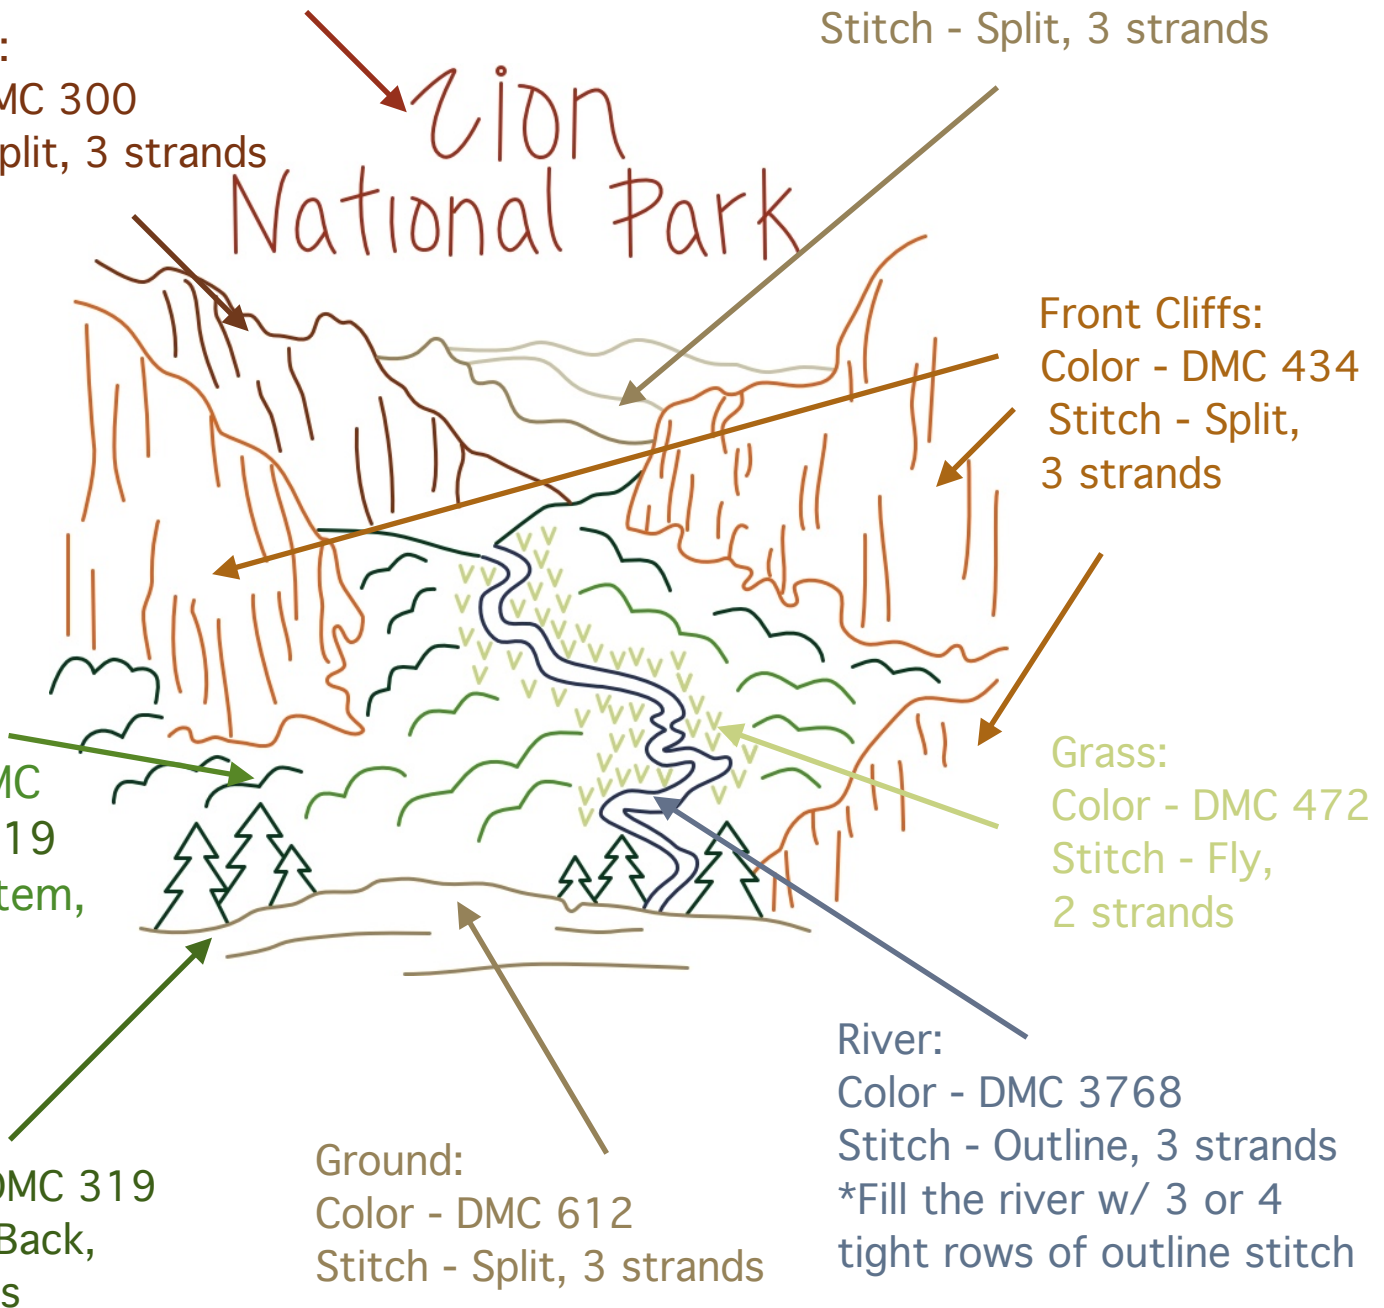 Stitch - Split, 3 strands
:
MC 300
plit, 3 strands
Zion
National Park
Front Cliffs:
Color - DMC 434
Stitch - Split,
3 strands
MC
19
tem,
Grass:
Color - DMC 472
Stitch - Fly,
2 strands
River:
Color - DMC 3768
Stitch - Outline, 3 strands
*Fill the river w/ 3 or 4
tight rows of outline stitch
DMC 319
Back,
s
Ground:
Color - DMC 612
Stitch - Split, 3 strands